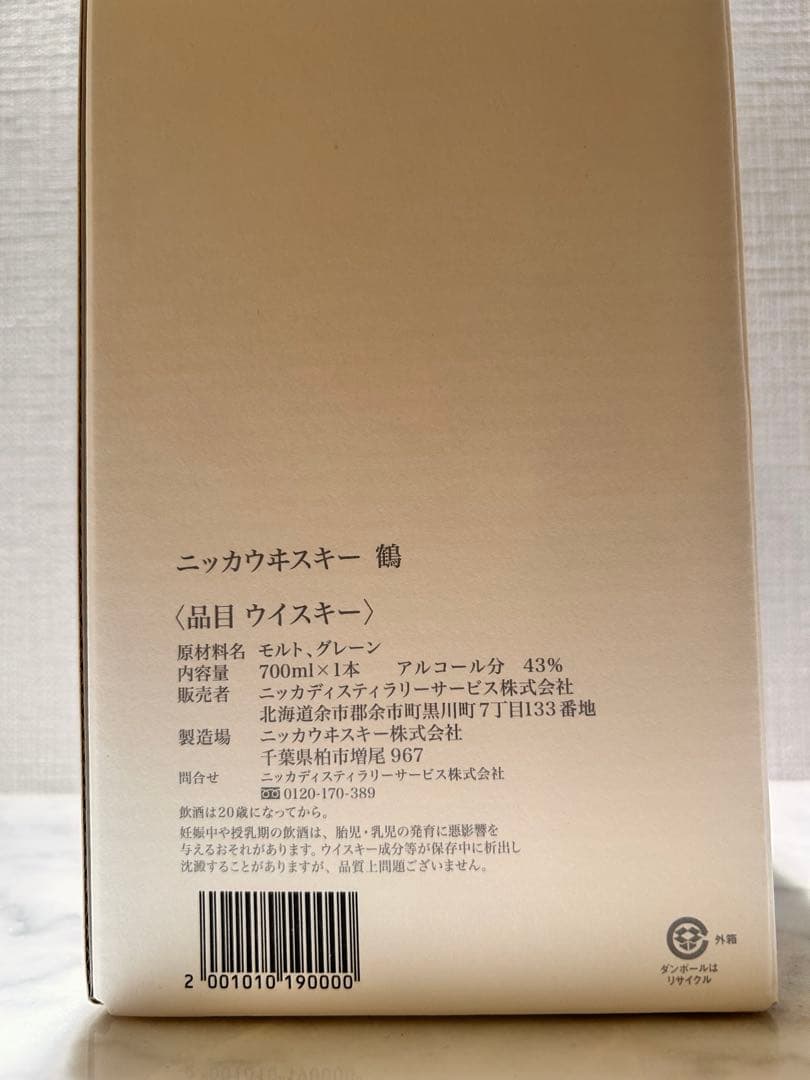 ニッカウヰスキー 鶴
〈品目 ウイスキー〉
原材料名 モルト、グレーン
内容量 700ml×1本 アルコール分 43%
販売者 ニッカディスティラリーサービス株式会社
北海道余市郡余市町黒川町7丁目133番地
製造場 ニッカウヰスキー株式会社
千葉県柏市増尾967
問合せ ニッカディスティラリーサービス株式会社
0120-170-389
飲酒は20歳になってから。
妊娠中や授乳期の飲酒は、胎児・乳児の発育に悪影響を
与えるおそれがあります。ウイスキー成分等が保存中に析出し
沈澱することがありますが、品質上問題ございません。
2 001010 190000
外箱
ダンボールは
リサイクル